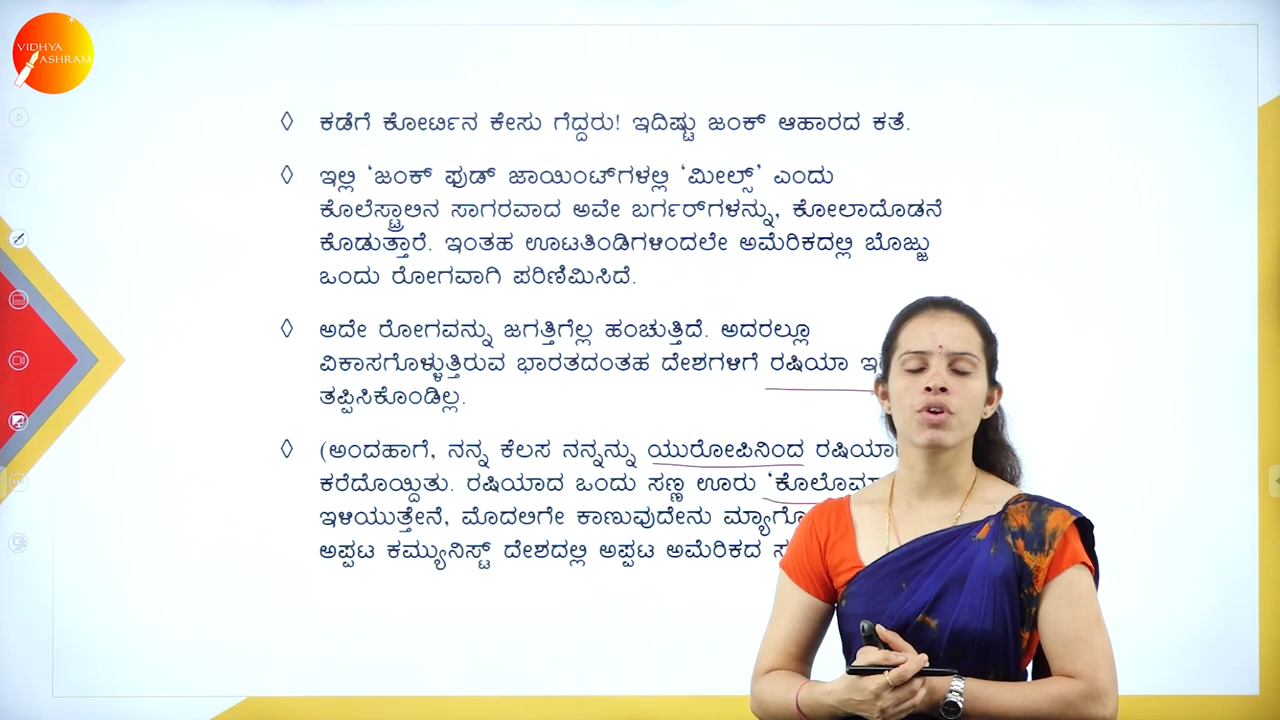 VIDHYA
ASHRAM
◊ ಕಡೆಗೆ ಕೋರ್ಟಿನ ಕೇಸು ಗೆದ್ದರು! ಇದಿಷ್ಟು ಜಂಕ್ ಆಹಾರದ ಕತೆ.
◊ ಇಲ್ಲಿ ‘ಜಂಕ್ ಫುಡ್ ಜಾಯಿಂಟ್‌ಗಳಲ್ಲಿ ‘ಮೀಲ್ಸ್’ ಎಂದು
ಕೊಲೆಸ್ಟ್ರಾಲಿನ ಸಾಗರವಾದ ಅವೇ ಬರ್ಗರ್‌ಗಳನ್ನು, ಕೋಲಾದೊಡನೆ
ಕೊಡುತ್ತಾರೆ. ಇಂತಹ ಊಟತಿಂಡಿಗಳಿಂದಲೇ ಅಮೆರಿಕದಲ್ಲಿ ಬೊಜ್ಜು
ಒಂದು ರೋಗವಾಗಿ ಪರಿಣಿಮಿಸಿದೆ.
◊ ಅದೇ ರೋಗವನ್ನು ಜಗತ್ತಿಗೆಲ್ಲ ಹಂಚುತ್ತಿದೆ. ಅದರಲ್ಲೂ
ವಿಕಾಸಗೊಳ್ಳುತ್ತಿರುವ ಭಾರತದಂತಹ ದೇಶಗಳಿಗೆ ರಷಿಯಾ
ತಪ್ಪಿಸಿಕೊಂಡಿಲ್ಲ.
◊ (ಅಂದಹಾಗೆ, ನನ್ನ ಕೆಲಸ ನನ್ನನ್ನು ಯುರೋಪಿನಿಂದ
ಕರೆದೊಯ್ದಿತು. ರಷಿಯಾದ ಒಂದು ಸಣ್ಣ ಊರು
ಇಳಿಯುತ್ತೇನೆ, ಮೊದಲಿಗೇ ಕಾಣುವುದೇನು
ಅಪ್ಪಟ ಕಮ್ಯುನಿಸ್ಟ್ ದೇಶದಲ್ಲಿ ಅಪ್ಪಟ ಅಮೆರಿಕದ